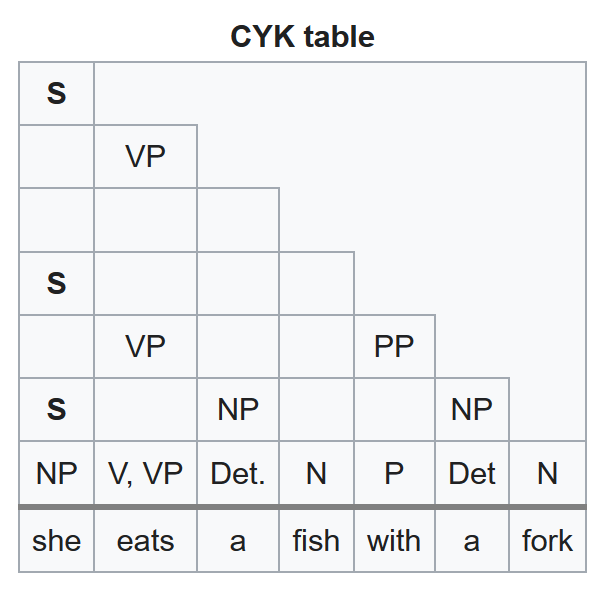 CYK table
S
VP
S
VP PP
S NP NP
NP V, VP Det. N P Det N
she eats a fish with a fork